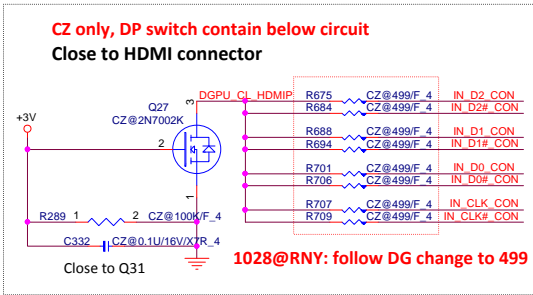 CZ only, DP switch contain below circuit
Close to HDMI connector
DGPU_CL_HDMIP
R675 CZ@499/F_4 IN_D2_CON
R684 CZ@499/F_4 IN_D2#_CON
Q27
CZ@2N7002K
3
+3V
2
1
R688 CZ@499/F_4 IN_D1_CON
R694 CZ@499/F_4 IN_D1#_CON
R701 CZ@499/F_4 IN_D0_CON
R706 CZ@499/F_4 IN_D0#_CON
R707 CZ@499/F_4 IN_CLK_CON
R709 CZ@499/F_4 IN_CLK#_CON
R289 1 2 CZ@100K/F_4
C332 CZ@0.1U/16V/X7R_4
Close to Q31
1028@RNY: follow DG change to 499